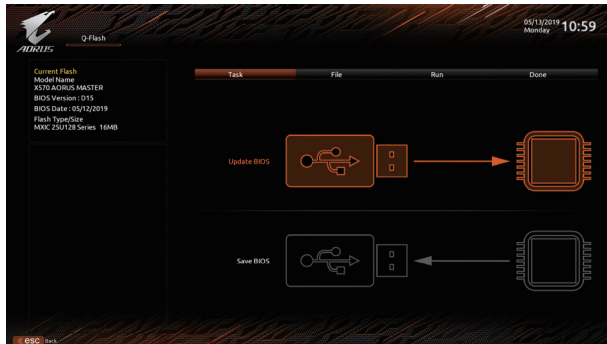 AORUS
Q-Flash
05/13/2019
Monday
10:59
Current Flash
Model Name
X570 AORUS MASTER
BIOS Version : D15
BIOS Date : 05/12/2019
Flash Type/Size
MXIC 25U128 Series 16MB
Task File Run Done
Update BIOS
Save BIOS
esc Back